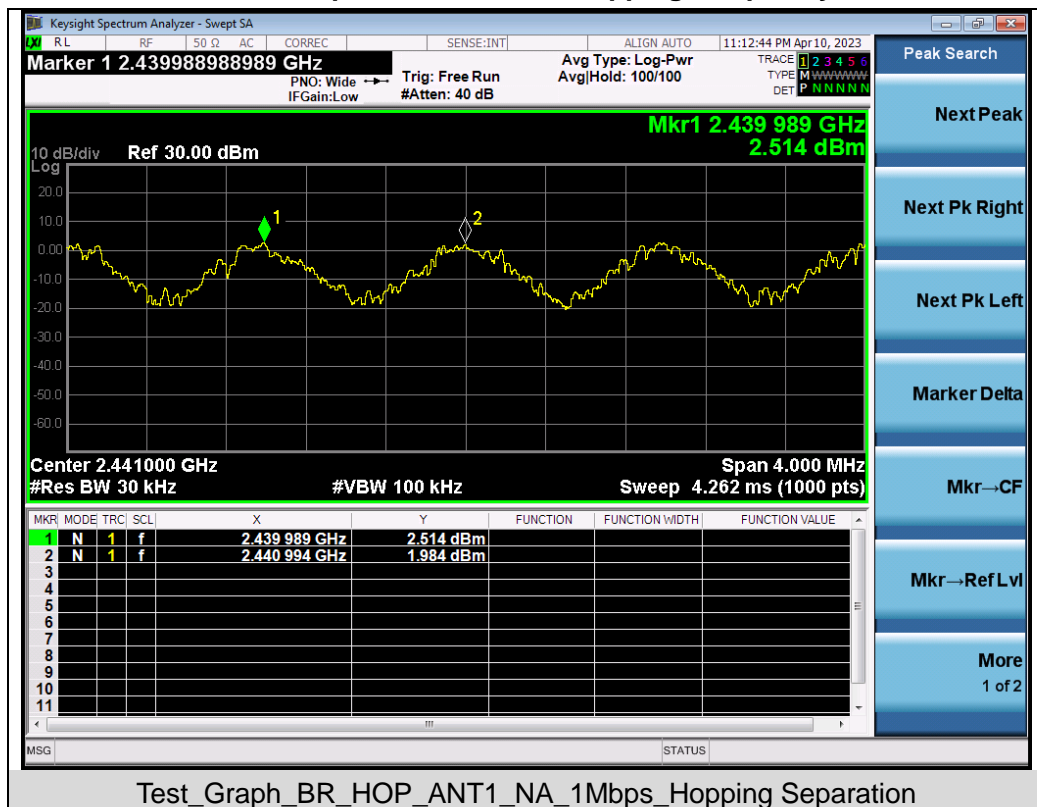 Keysight Spectrum Analyzer - Swept SA
LXI RL RF 50 Ω AC CORREC SENSE:INT ALIGN AUTO 11:12:44 PM Apr 10, 2023
Marker 1 2.439988988989 GHz
PNO: Wide
IFGain:Low
Trig: Free Run
#Atten: 40 dB
Avg Type: Log-Pwr
Avg|Hold: 100/100
TRACE 1 2 3 4 5 6
TYPE M WWWWW
DET P N N N N N
Peak Search
Mkr1 2.439 989 GHz
2.514 dBm
10 dB/div Ref 30.00 dBm
Log
20.0
10.0
0.00
-10.0
-20.0
-30.0
-40.0
-50.0
-60.0
1
2
Center 2.441000 GHz Span 4.000 MHz
#Res BW 30 kHz #VBW 100 kHz Sweep 4.262 ms (1000 pts)
MKR MODE TRC SCL X Y FUNCTION FUNCTION WIDTH FUNCTION VALUE
1 N 1 f 2.439 989 GHz 2.514 dBm
2 N 1 f 2.440 994 GHz 1.984 dBm
3
4
5
6
7
8
9
10
11
MSG STATUS
Next Peak
Next Pk Right
Next Pk Left
Marker Delta
Mkr→CF
Mkr→Ref Lvl
More
1 of 2
Test_Graph_BR_HOP_ANT1_NA_1Mbps_Hopping Separation